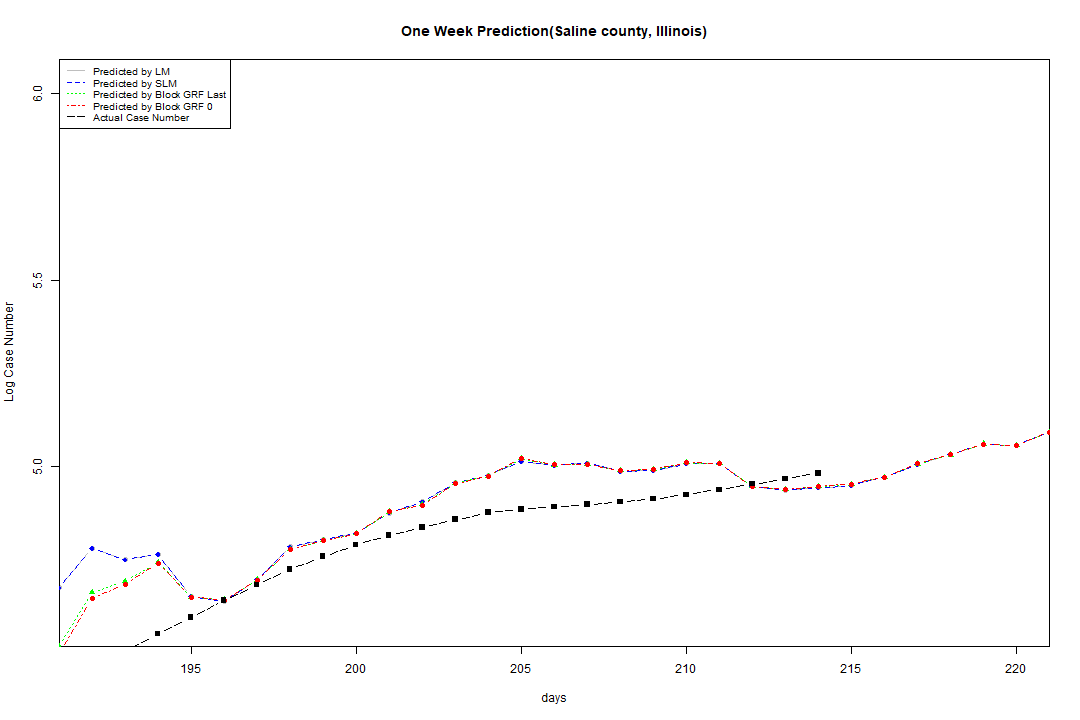 One Week Prediction(Saline county, Illinois)
Predicted by LM
Predicted by SLM
Predicted by Block GRF Last
Predicted by Block GRF 0
Actual Case Number
6.0
5.5
5.0
Log Case Number
195 200 205 210 215 220
days